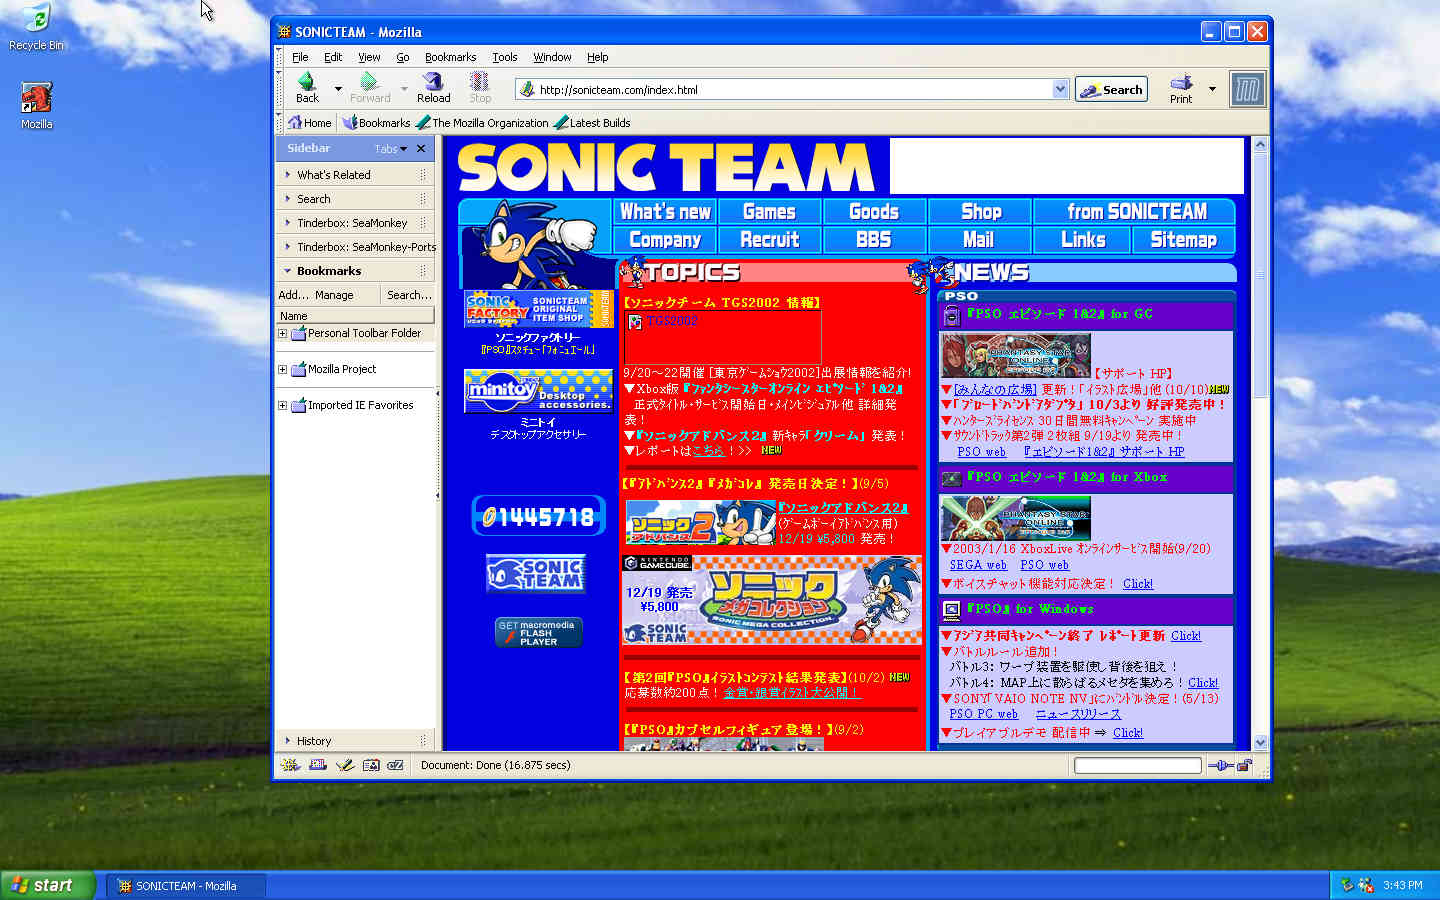 Recycle Bin
Mozilla
SONICTEAM - Mozilla
File Edit View Go Bookmarks Tools Window Help
Back Forward Reload Stop
http://sonicteam.com/index.html
Search
Print
Home Bookmarks The Mozilla Organization Latest Builds
Sidebar Tabs
What's Related
Search
Tinderbox: SeaMonkey
Tinderbox: SeaMonkey-Ports
Bookmarks
Add... Manage Search...
Name
Personal Toolbar Folder
Mozilla Project
Imported IE Favorites
History
SONIC TEAM
What's new Games Goods Shop from SONICTEAM
Company Recruit BBS Mail Links Sitemap
SONIC FACTORY SONICTEAM ORIGINAL ITEM SHOP
ソニックファクトリー
『PSO』スタチュー「フォニュエール」
minitoy Desktop accessories.
ミニトイ
デスクトップアクセサリー
01445718
SONIC TEAM
GET macromedia FLASH PLAYER
TOPICS
【ソニックチーム TGS2002 情報】
TGS2002
9/20～22開催 [東京ゲームショウ2002]出展情報を紹介!
▼Xbox版 『ファンタシースターオンライン エピソード 1&2』
正式タイトル・サービス開始日・メインビジュアル他 詳細発
表！
▼『ソニックアドバンス2』 新キャラ「クリーム」 発表！
▼レポートはこちら！>> NEW
【『アドバンス2』『メガコレ』 発売日決定！】(9/5)
ソニックアドバンス2
『ソニックアドバンス2』
(ゲームボーイアドバンス用)
12/19 ¥5,800 発売！
NINTENDO GAMECUBE
12/19 発売
¥5,800
ソニック メガコレクション
SONIC MEGA COLLECTION
SONIC TEAM
【 第2回『PSO』イラストコンテスト結果発表】(10/2) NEW
応募数約200点！ 金賞・銀賞イラスト大公開！
【『PSO』カプセルフィギュア 登場！】(9/2)
NEWS
PSO
『PSO エピソード 1&2』 for GC
PHANTASY STAR ONLINE
【サポート HP】
▼[みんなの広場] 更新！「イラスト広場」他 (10/10)NEW
▼「ブロードバンドアダプタ」 10/3より 好評発売中！
▼ハンターズライセンス 30日間無料キャンペーン 実施中
▼サウンドトラック第2弾 2枚組 9/19より 発売中！
PSO web 『エピソード1&2』 サポート HP
『PSO エピソード 1&2』 for Xbox
PHANTASY STAR ONLINE
▼2003/1/16 XboxLive オンラインサービス開始(9/20)
SEGA web PSO web
▼ボイスチャット機能対応決定！ Click!
『PSO』 for Windows
▼アジア共同キャンペーン終了 レポート更新 Click!
▼バトルルール追加！
バトル3: ワープ装置を駆使し背後を狙え！
バトル4: MAP上に散らばるメセタを集めろ！ Click!
▼SONY「VAIO NOTE NV」にバンドル決定！(5/13)
PSO PC web ニュースリリース
▼プレイアブルデモ 配信中 ⇒ Click!
Document: Done (16.875 secs)
start
SONICTEAM - Mozilla
3:43 PM